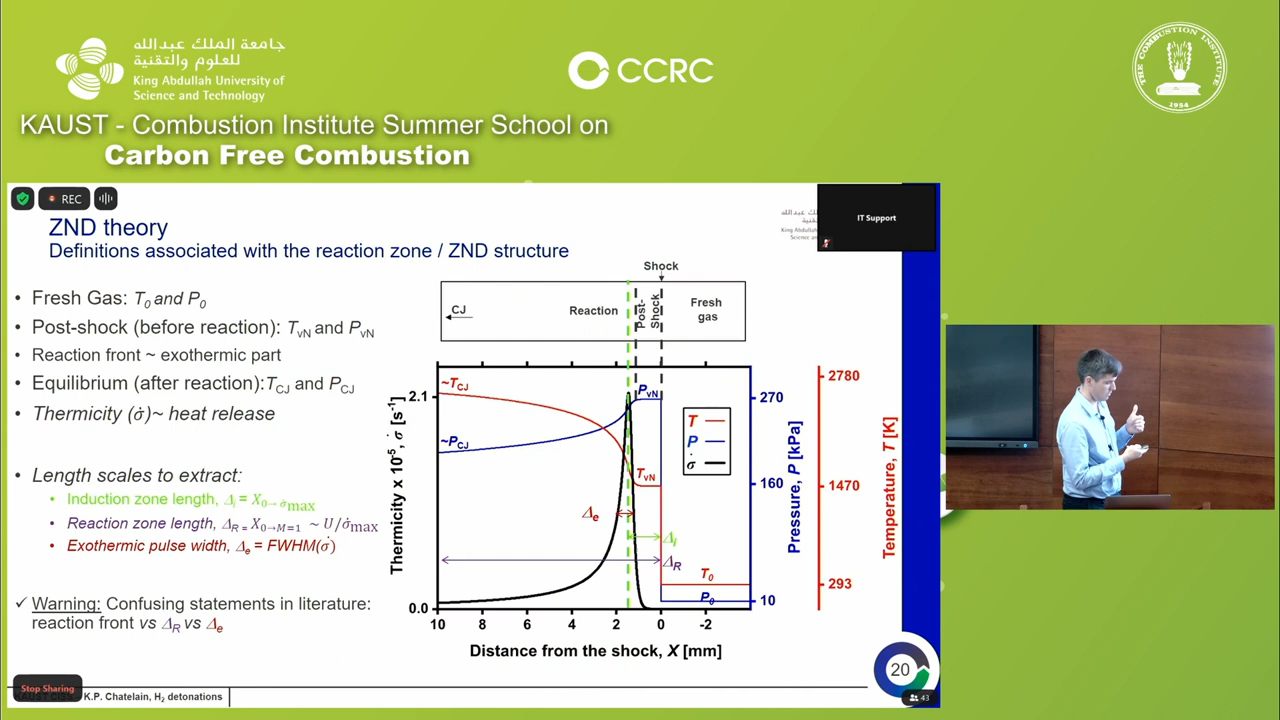 جامعة الملك عبدالله
للعلوم والتقنية
King Abdullah University of
Science and Technology
CCRC
THE COMBUSTION INSTITUTE
1954
KAUST - Combustion Institute Summer School on
Carbon Free Combustion
REC
IT Support
ZND theory
Definitions associated with the reaction zone / ZND structure
• Fresh Gas: T₀ and P₀
• Post-shock (before reaction): TvN and PvN
• Reaction front ~ exothermic part
• Equilibrium (after reaction):TCJ and PCJ
• Thermicity (σ̇)~ heat release
• Length scales to extract:
• Induction zone length, Δi = X₀→σ̇max
• Reaction zone length, ΔR = X₀→M=1 ~ U/σ̇max
• Exothermic pulse width, Δe = FWHM(σ̇)
✓ Warning: Confusing statements in literature:
reaction front vs ΔR vs Δe
Shock
CJ
Reaction
Post-
Shock
Fresh
gas
~TCJ
PvN
~PCJ
TvN
T
P
σ̇
Δe
Δi
ΔR
T₀
P₀
2.1
0.0
Thermicity x 10⁻⁵, σ̇ [s⁻¹]
270
160
10
Pressure, P [kPa]
2780
1470
293
Temperature, T [K]
10 8 6 4 2 0 -2
Distance from the shock, X [mm]
20
43
Stop Sharing
K.P. Chatelain, H₂ detonations